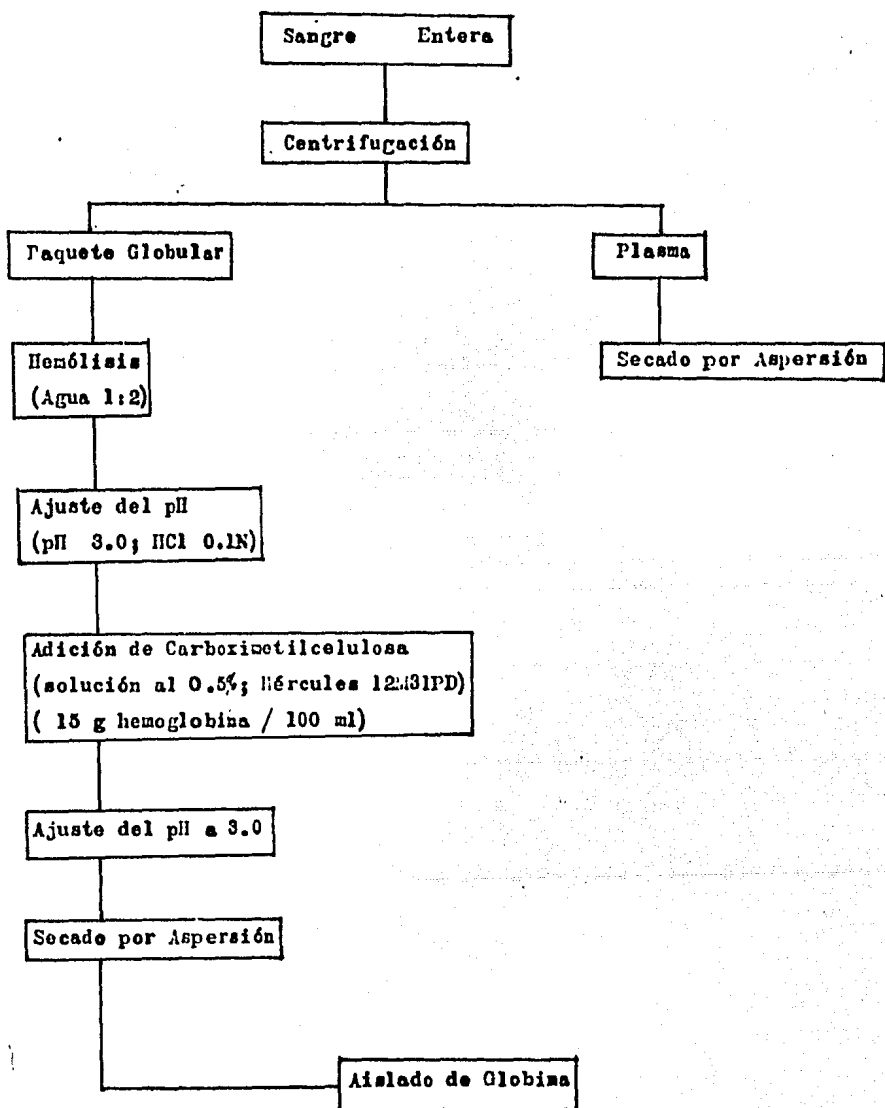 Sangre Entera
Centrifugación
Paquete Globular
Plasma
Hemólisis
(Agua 1:2)
Secado por Aspersión
Ajuste del pH
(pH 3.0; HCl 0.1N)
Adición de Carboximetilcelulosa
(solución al 0.5%; Hércules 12M31PD)
( 15 g hemoglobina / 100 ml)
Ajuste del pH a 3.0
Secado por Aspersión
Aislado de Globina